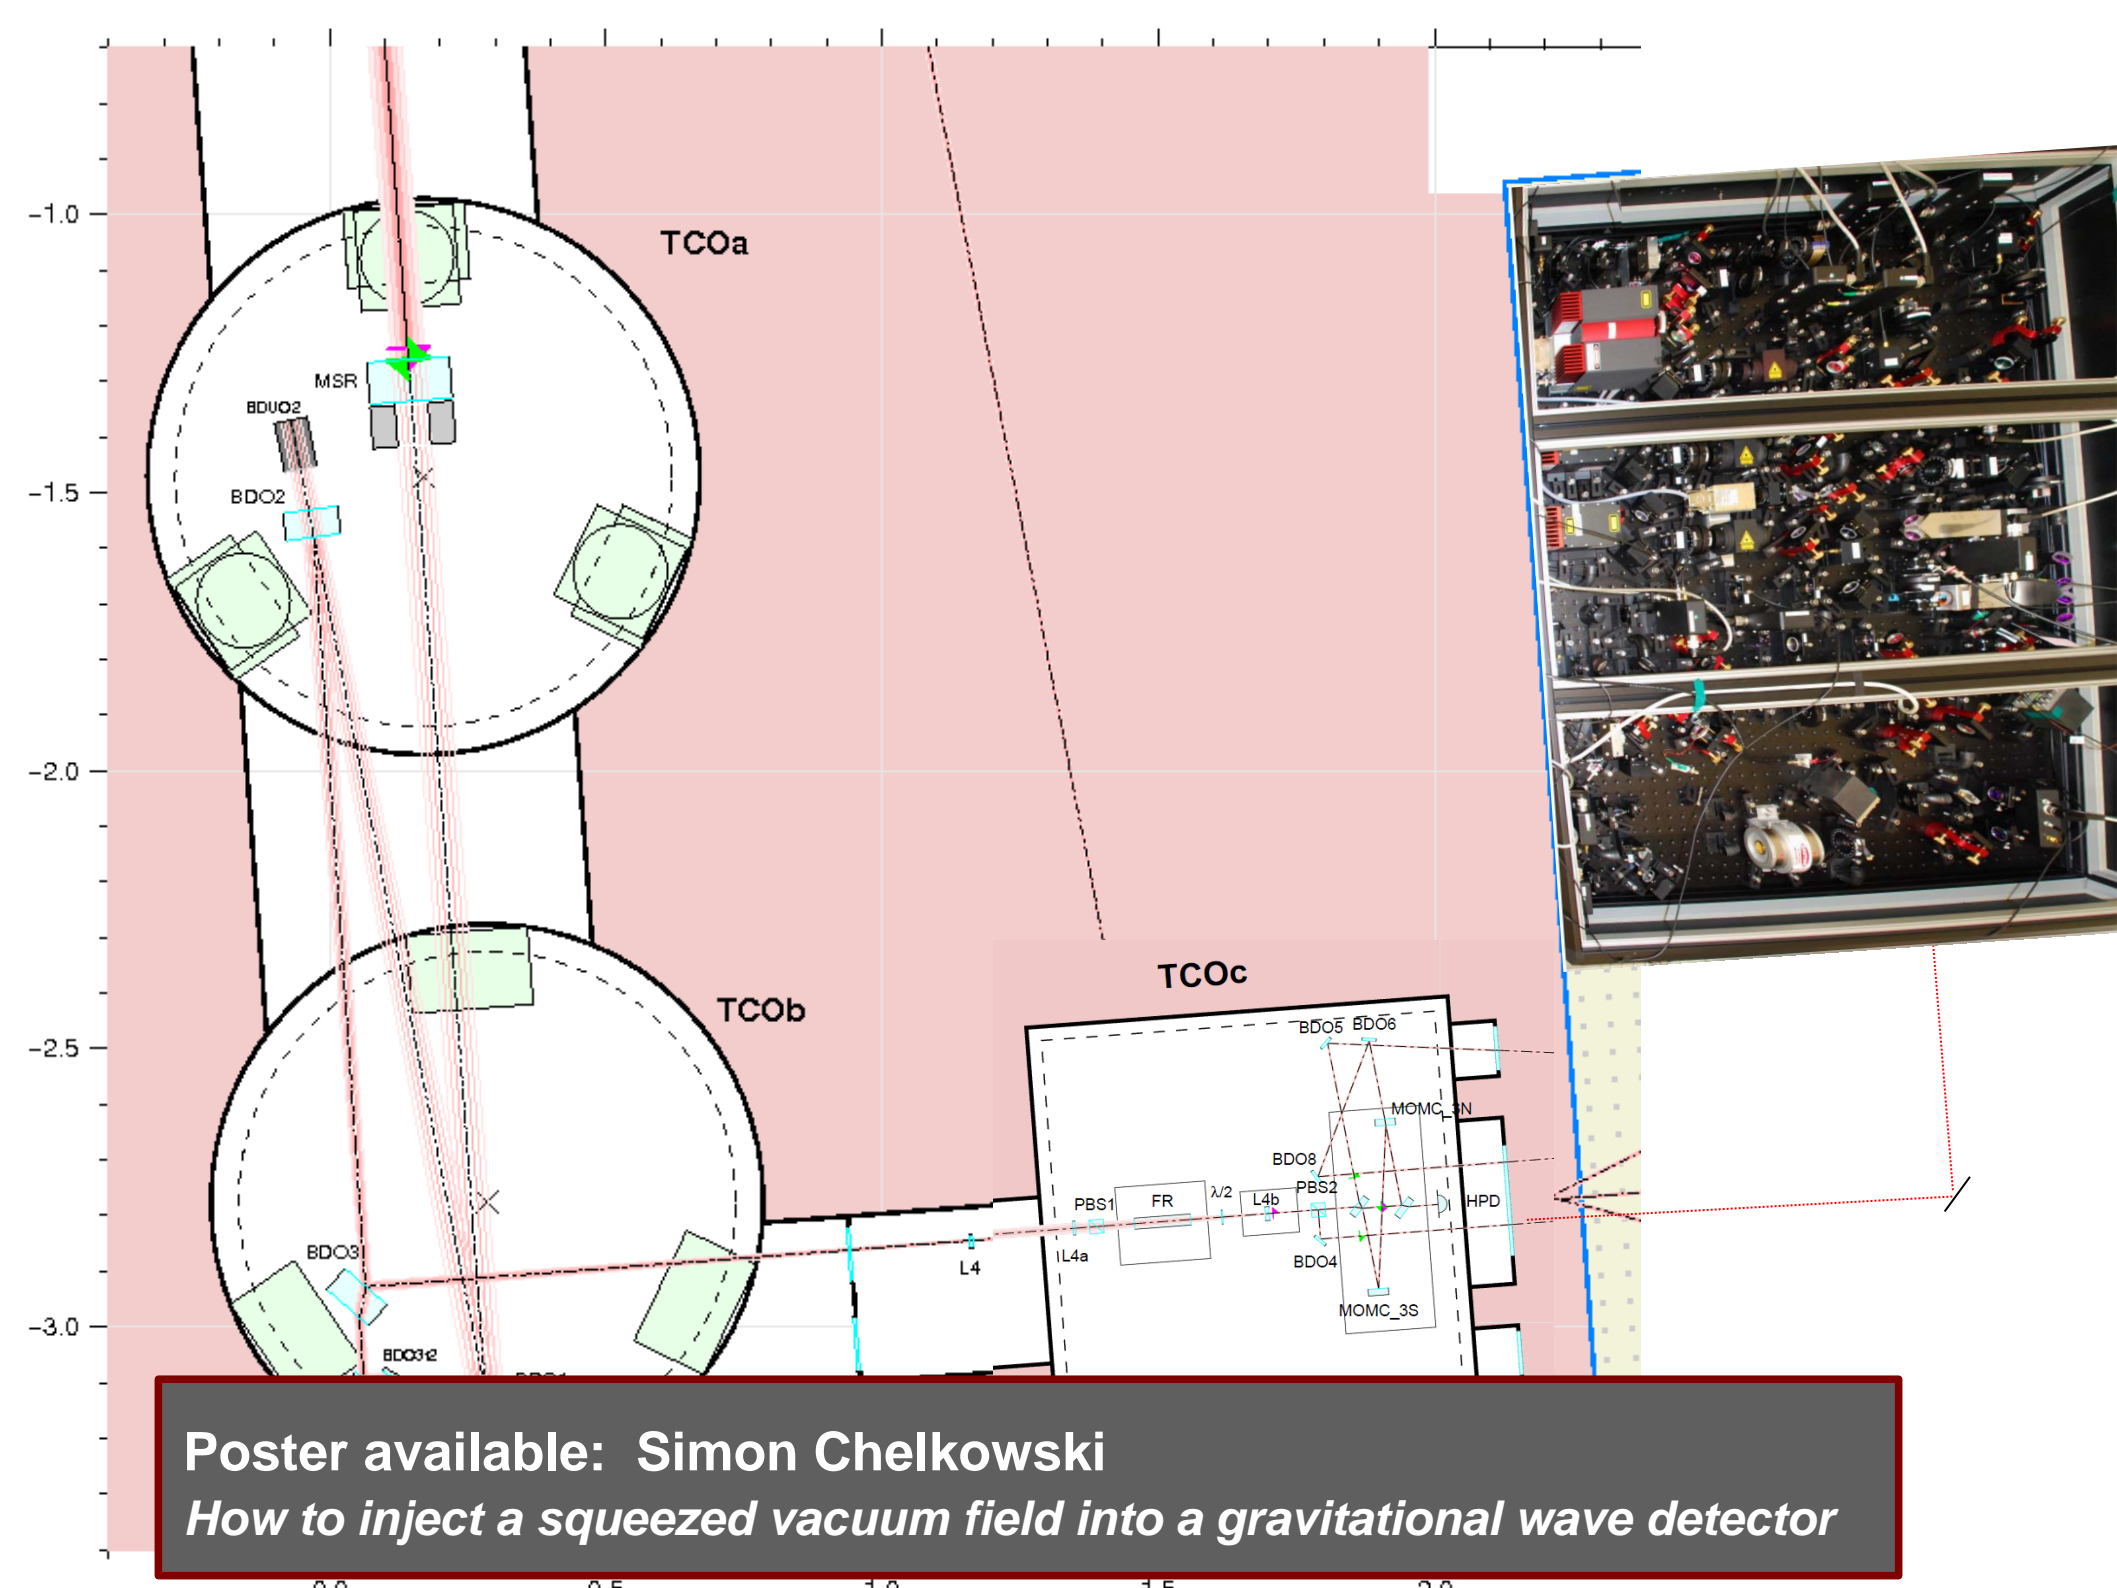 -1.0
TCOa
MSR
BDUO2
-1.5
BDO2
-2.0
TCOc
TCOb
-2.5
BDO5 BDO6
MOMC_3N
BDO8
λ/2
PBS1 FR L4b PBS2 HPD
BDO3
L4 L4a BDO4
MOMC_3S
-3.0
BDO312
Poster available: Simon Chelkowski
How to inject a squeezed vacuum field into a gravitational wave detector